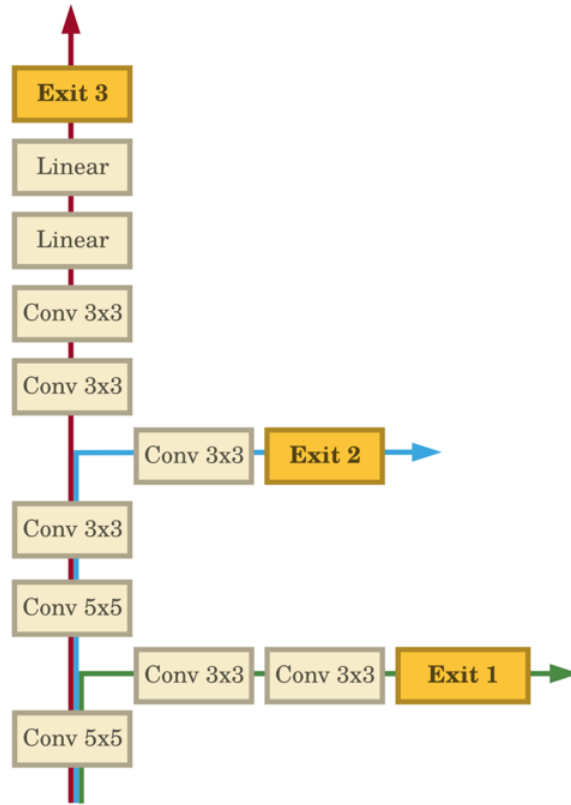 Exit 3
Linear
Linear
Conv 3x3
Conv 3x3
Conv 3x3 Exit 2
Conv 3x3
Conv 5x5
Conv 3x3 Conv 3x3 Exit 1
Conv 5x5